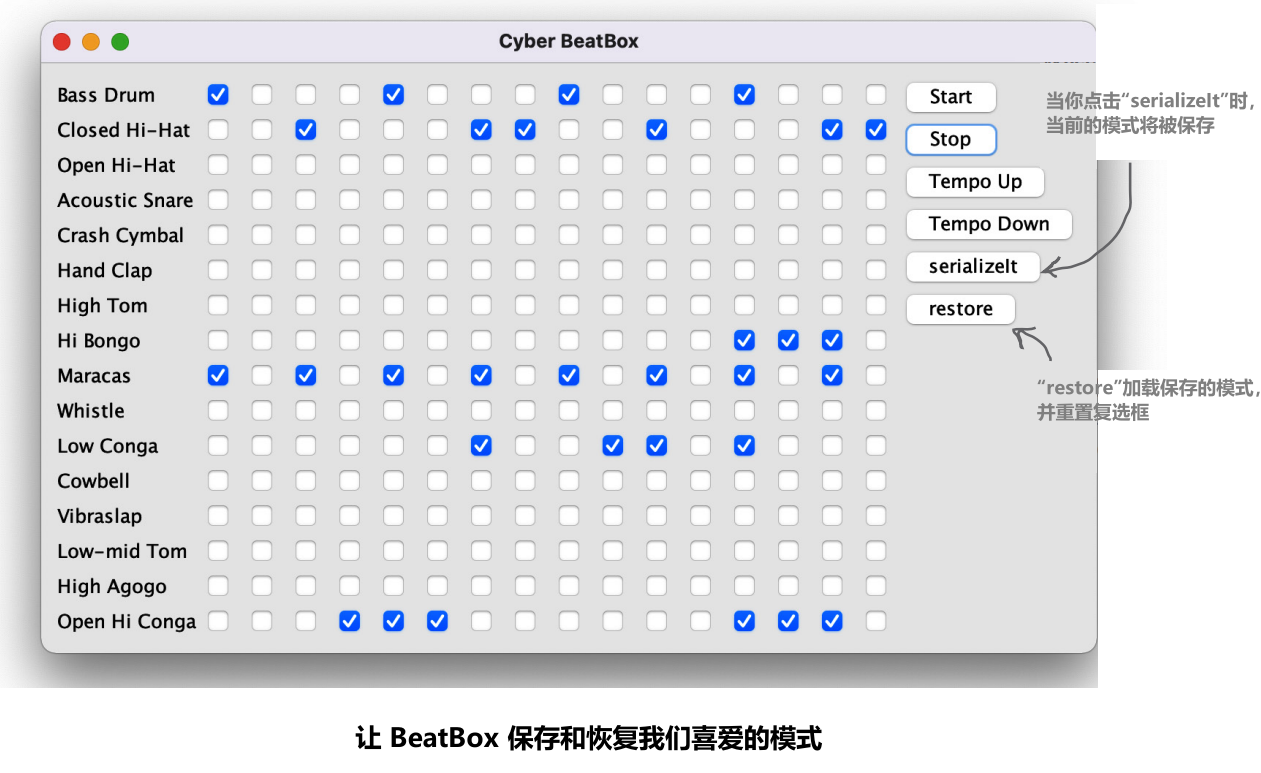 Cyber BeatBox
Bass Drum
Closed Hi-Hat
Open Hi-Hat
Acoustic Snare
Crash Cymbal
Hand Clap
High Tom
Hi Bongo
Maracas
Whistle
Low Conga
Cowbell
Vibraslap
Low-mid Tom
High Agogo
Open Hi Conga
Start
Stop
Tempo Up
Tempo Down
serializeIt
restore
当你点击“serializeIt”时，
当前的模式将被保存
“restore”加载保存的模式，
并重置复选框
让 BeatBox 保存和恢复我们喜爱的模式